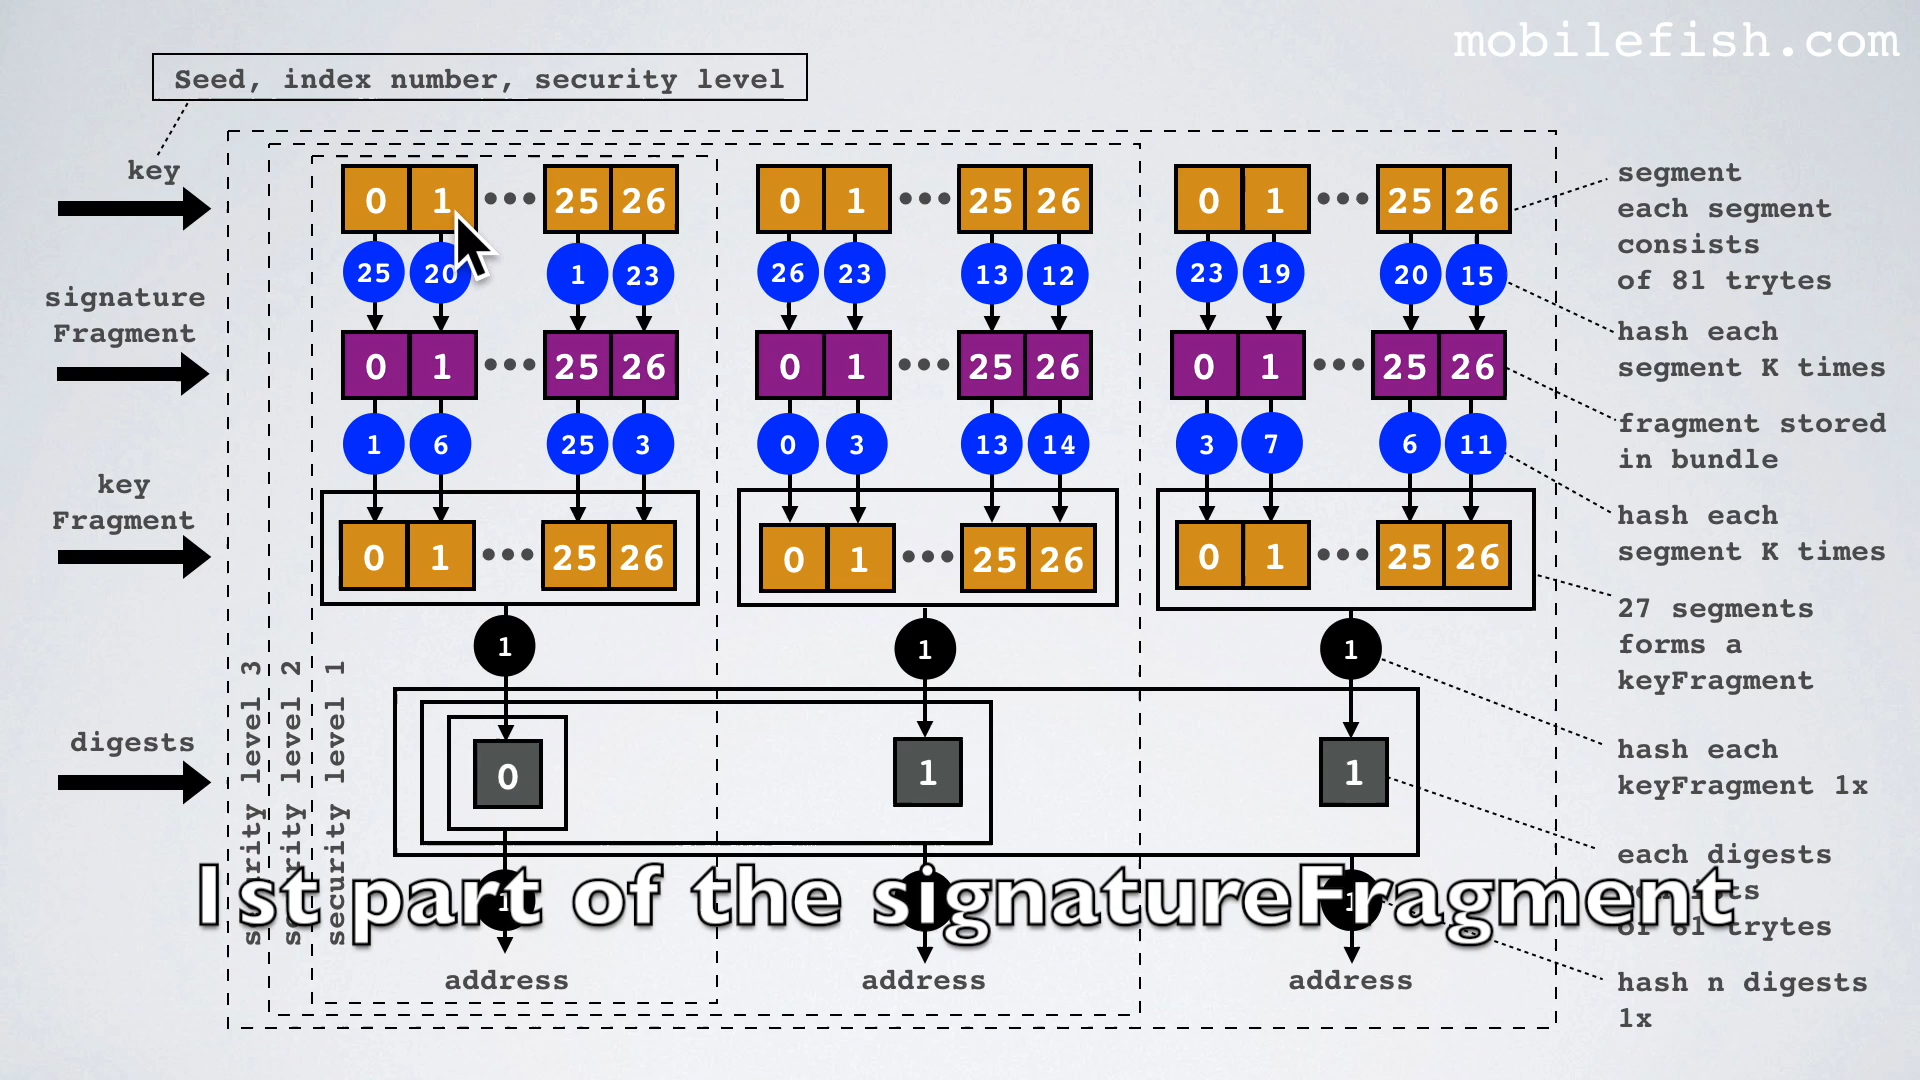 mobilefish.com
Seed, index number, security level
key
0 1 ••• 25 26 0 1 ••• 25 26 0 1 ••• 25 26
segment
each segment
consists
of 81 trytes
25 20 1 23 26 23 13 12 23 19 20 15
signature
Fragment
0 1 ••• 25 26 0 1 ••• 25 26 0 1 ••• 25 26
hash each
segment K times
1 6 25 3 0 3 13 14 3 7 6 11
fragment stored
in bundle
key
Fragment
0 1 ••• 25 26 0 1 ••• 25 26 0 1 ••• 25 26
hash each
segment K times
27 segments
forms a
keyFragment
1 1 1
security level 3
security level 2
security level 1
digests
0 1 1
hash each
keyFragment 1x
each digests
of 81 trytes
1st part of the signatureFragment
address address address
hash n digests
1x